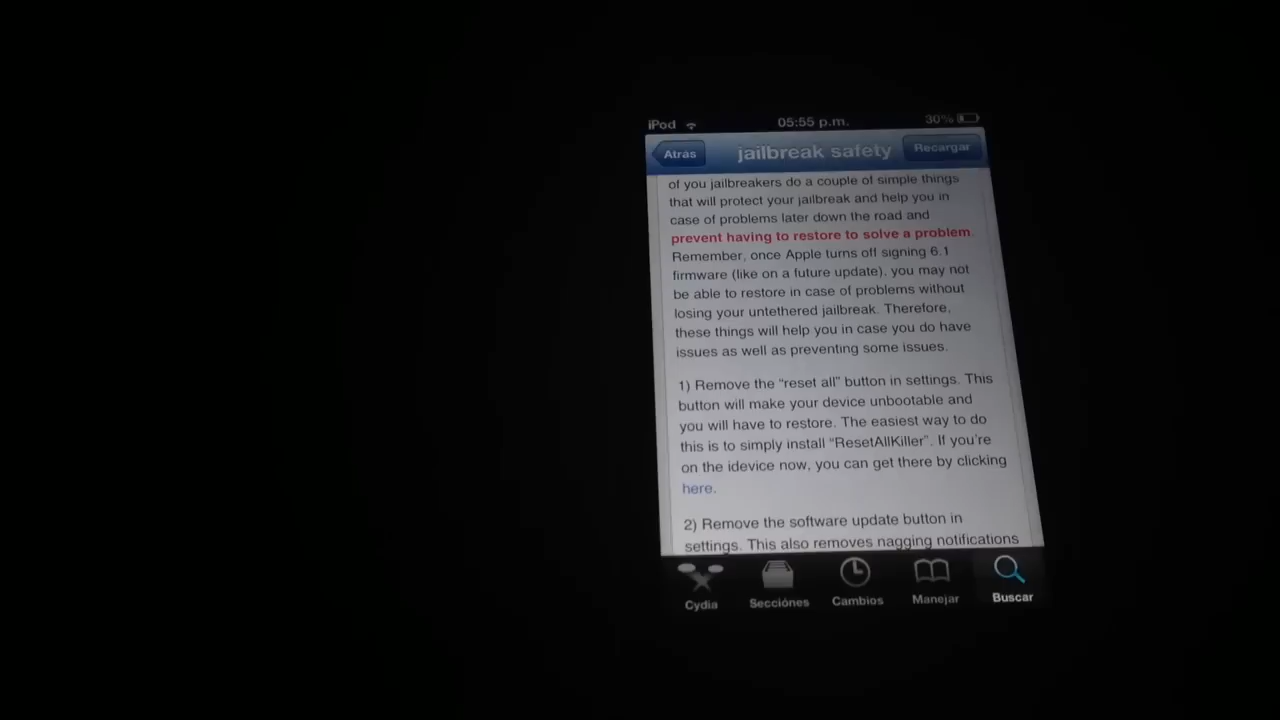 iPod 05:55 p.m. 30%
Atrás jailbreak safety Recargar
of you jailbreakers do a couple of simple things
that will protect your jailbreak and help you in
case of problems later down the road and
prevent having to restore to solve a problem.
Remember, once Apple turns off signing 6.1
firmware (like on a future update), you may not
be able to restore in case of problems without
losing your untethered jailbreak. Therefore,
these things will help you in case you do have
issues as well as preventing some issues.
1) Remove the “reset all” button in settings. This
button will make your device unbootable and
you will have to restore. The easiest way to do
this is to simply install “ResetAllKiller”. If you’re
on the idevice now, you can get there by clicking
here.
2) Remove the software update button in
settings. This also removes nagging notifications
Cydia Secciónes Cambios Manejar Buscar